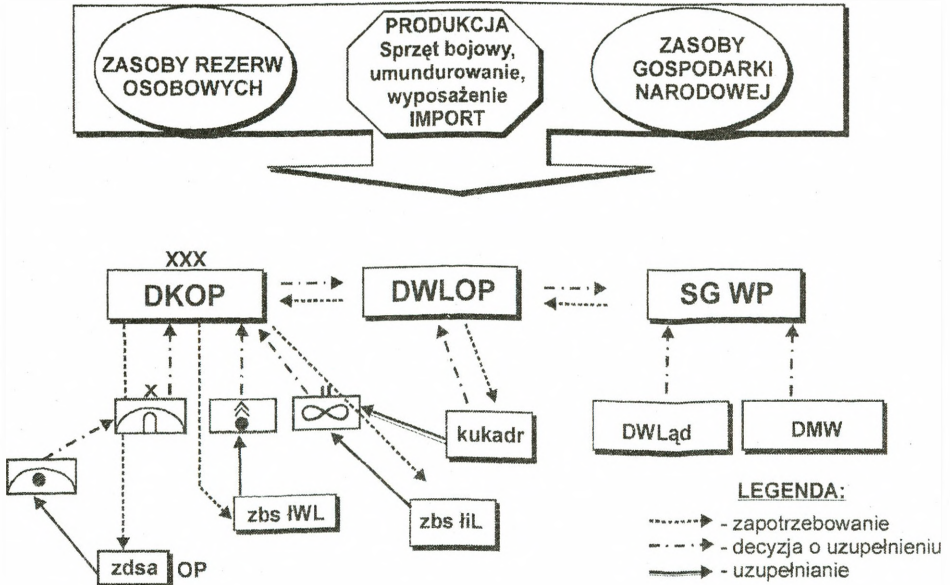 ZASOBY REZERW
OSOBOWYCH
PRODUKCJA
Sprzęt bojowy,
umundurowanie,
wyposażenie
IMPORT
ZASOBY
GOSPODARKI
NARODOWEJ
XXX
DKOP
DWLOP
SG WP
X
II
kukadr
DWLąd
DMW
zbs łWL
zbs łiL
zdsa OP
LEGENDA:
- zapotrzebowanie
- decyzja o uzupełnieniu
- uzupełnianie